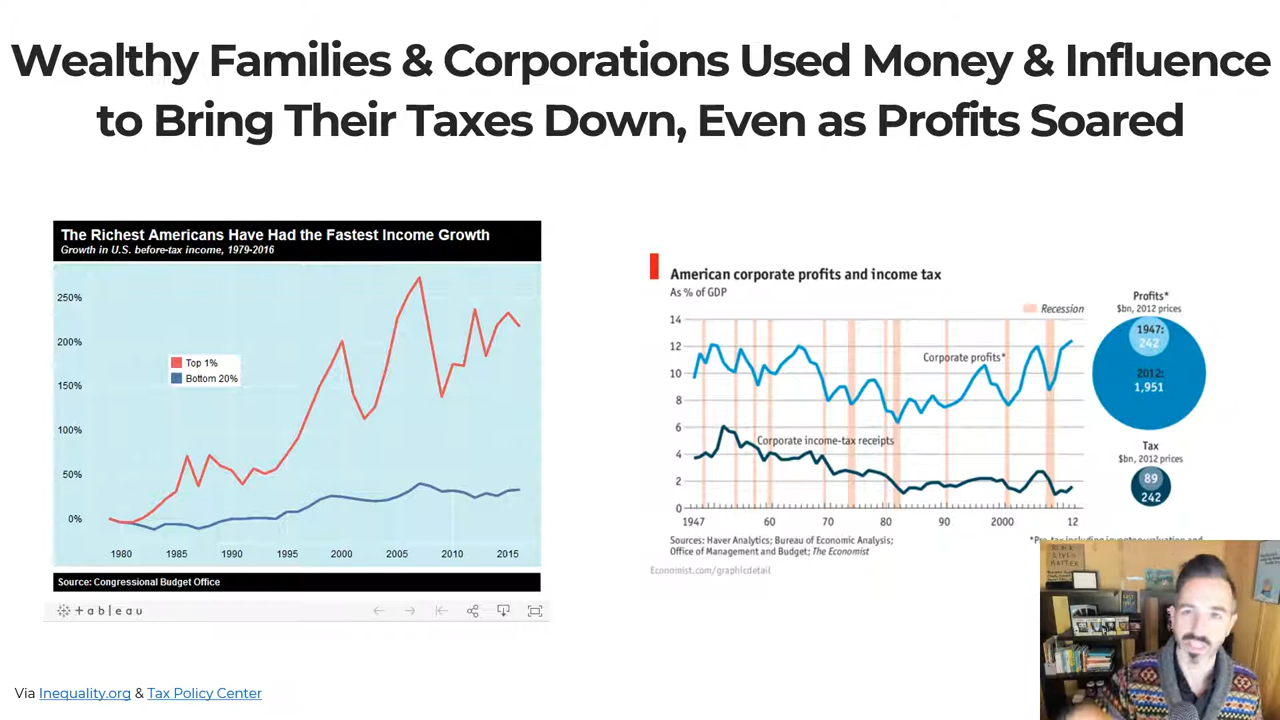 Wealthy Families & Corporations Used Money & Influence
to Bring Their Taxes Down, Even as Profits Soared
The Richest Americans Have Had the Fastest Income Growth
Growth in U.S. before-tax income, 1979-2016
250%
200%
150%
100%
50%
0%
Top 1%
Bottom 20%
1980 1985 1990 1995 2000 2005 2010 2015
Source: Congressional Budget Office
+ableau
American corporate profits and income tax
As % of GDP
Recession
14
12
10
8
6
4
2
0
Corporate profits*
Corporate income-tax receipts
1947 60 70 80 90 2000 12
Sources: Haver Analytics; Bureau of Economic Analysis;
Office of Management and Budget; The Economist
Economist.com/graphicdetail
Profits*
$bn, 2012 prices
1947:
242
2012:
1,951
Tax
$bn, 2012 prices
89
242
BLACK
LIVES
MATTER
Via Inequality.org & Tax Policy Center